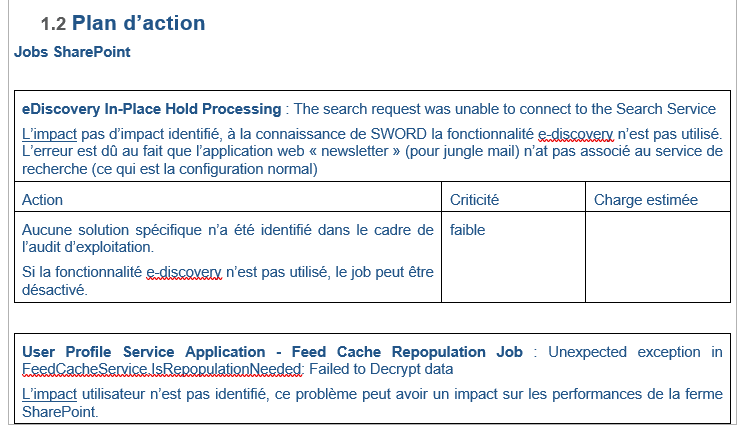 1.2 Plan d’action
Jobs SharePoint
eDiscovery In-Place Hold Processing : The search request was unable to connect to the Search Service
L’impact pas d’impact identifié, à la connaissance de SWORD la fonctionnalité e-discovery n’est pas utilisé.
L’erreur est dû au fait que l’application web « newsletter » (pour jungle mail) n’at pas associé au service de
recherche (ce qui est la configuration normal)
Action Criticité Charge estimée
Aucune solution spécifique n’a été identifié dans le cadre de faible
l’audit d’exploitation.
Si la fonctionnalité e-discovery n’est pas utilisé, le job peut être
désactivé.
User Profile Service Application - Feed Cache Repopulation Job : Unexpected exception in
FeedCacheService.IsRepopulationNeeded: Failed to Decrypt data
L’impact utilisateur n’est pas identifié, ce problème peut avoir un impact sur les performances de la ferme
SharePoint.